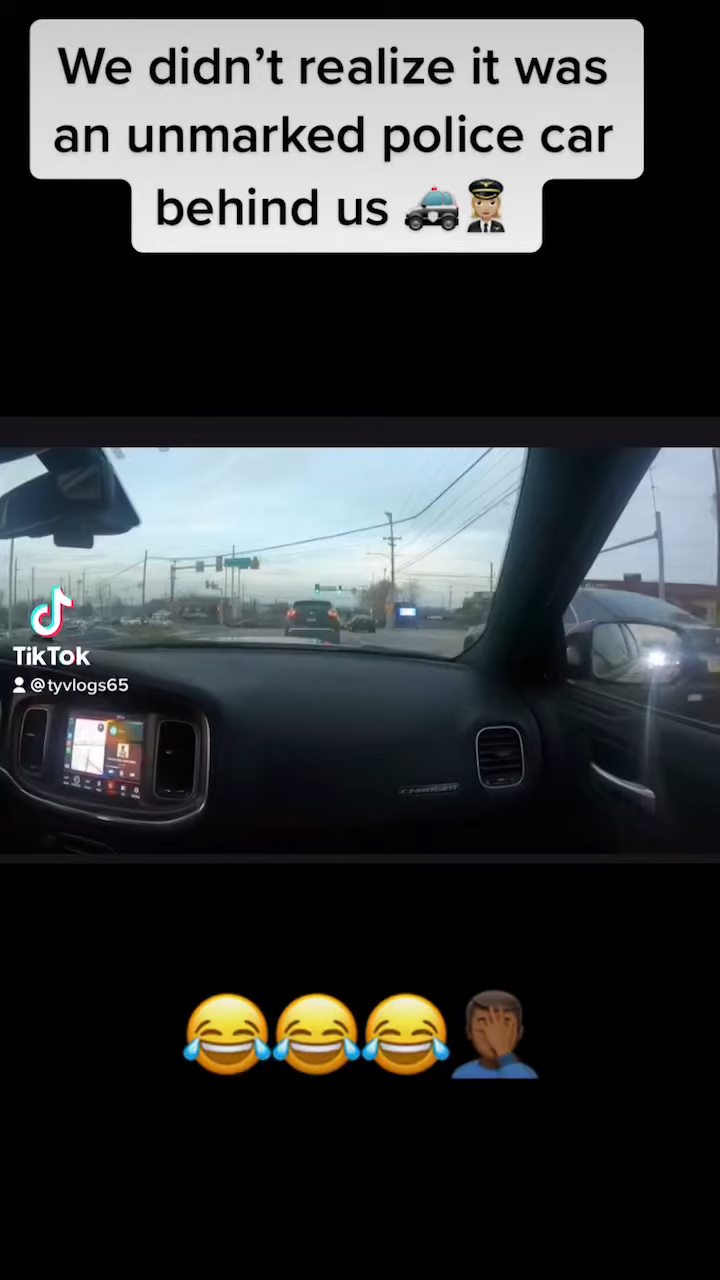 We didn’t realize it was
an unmarked police car
behind us 🚓👩🏼‍✈️
TikTok
@tyvlogs65
CHARGER
😂😂😂🤦🏾‍♂️